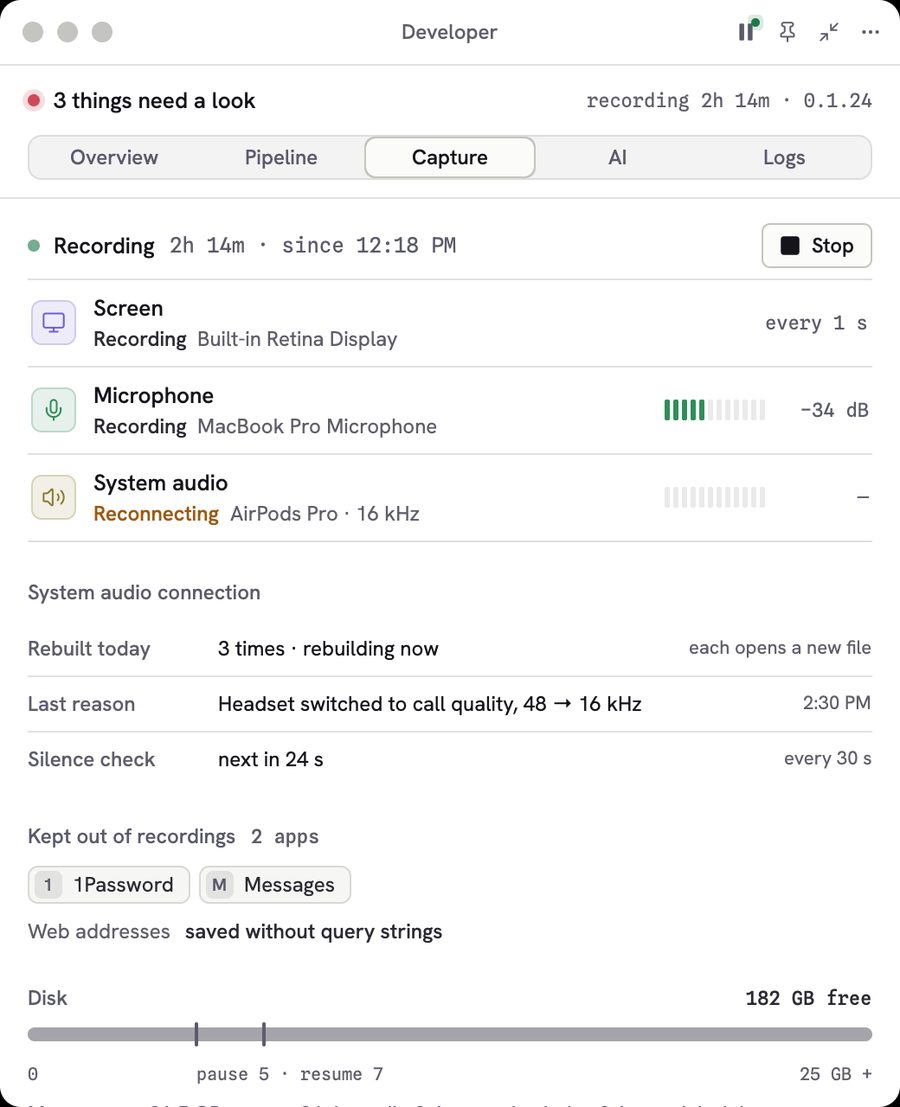 Developer
3 things need a look
recording 2h 14m · 0.1.24
Overview Pipeline Capture AI Logs
Recording 2h 14m · since 12:18 PM
Stop
Screen
Recording Built-in Retina Display
every 1 s
Microphone
Recording MacBook Pro Microphone
−34 dB
System audio
Reconnecting AirPods Pro · 16 kHz
—
System audio connection
Rebuilt today 3 times · rebuilding now each opens a new file
Last reason Headset switched to call quality, 48 → 16 kHz 2:30 PM
Silence check next in 24 s every 30 s
Kept out of recordings 2 apps
1 1Password M Messages
Web addresses saved without query strings
Disk 182 GB free
0 pause 5 · resume 7 25 GB +